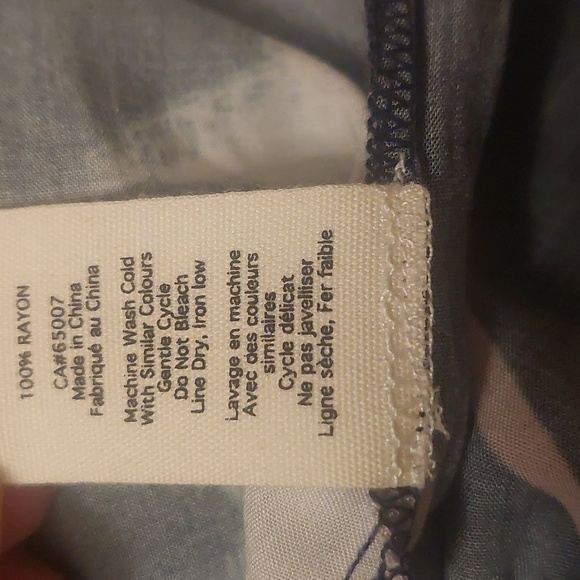 100% RAYON
CA#65007
Made in China
Fabriqué au China
Machine Wash Cold
With Similar Colours
Gentle Cycle
Do Not Bleach
Line Dry, Iron low
Lavage en machine
Avec des couleurs
similaires
Cycle délicat
Ne pas javelliser
Ligne sèche, Fer faible